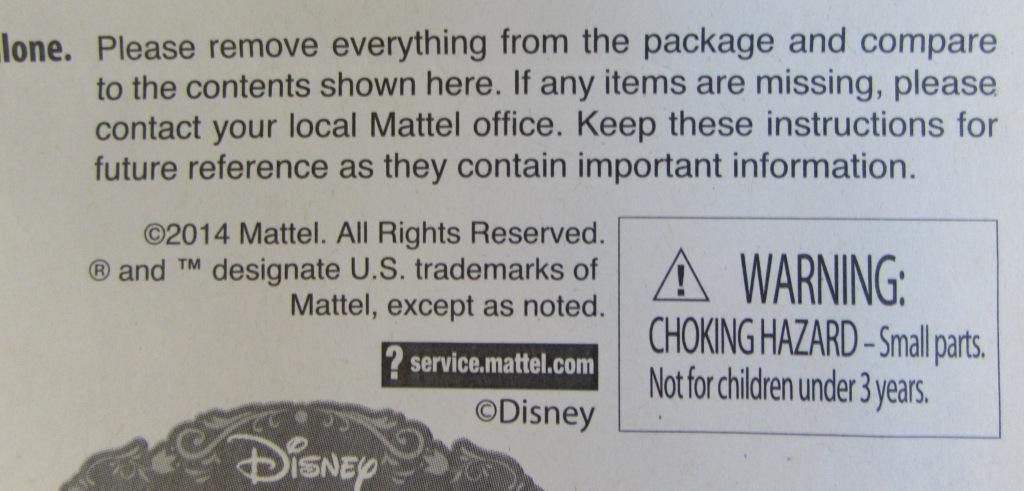 lone. Please remove everything from the package and compare
to the contents shown here. If any items are missing, please
contact your local Mattel office. Keep these instructions for
future reference as they contain important information.
©2014 Mattel. All Rights Reserved.
® and ™ designate U.S. trademarks of
Mattel, except as noted.
? service.mattel.com
©Disney
DISNEY
WARNING:
CHOKING HAZARD – Small parts.
Not for children under 3 years.